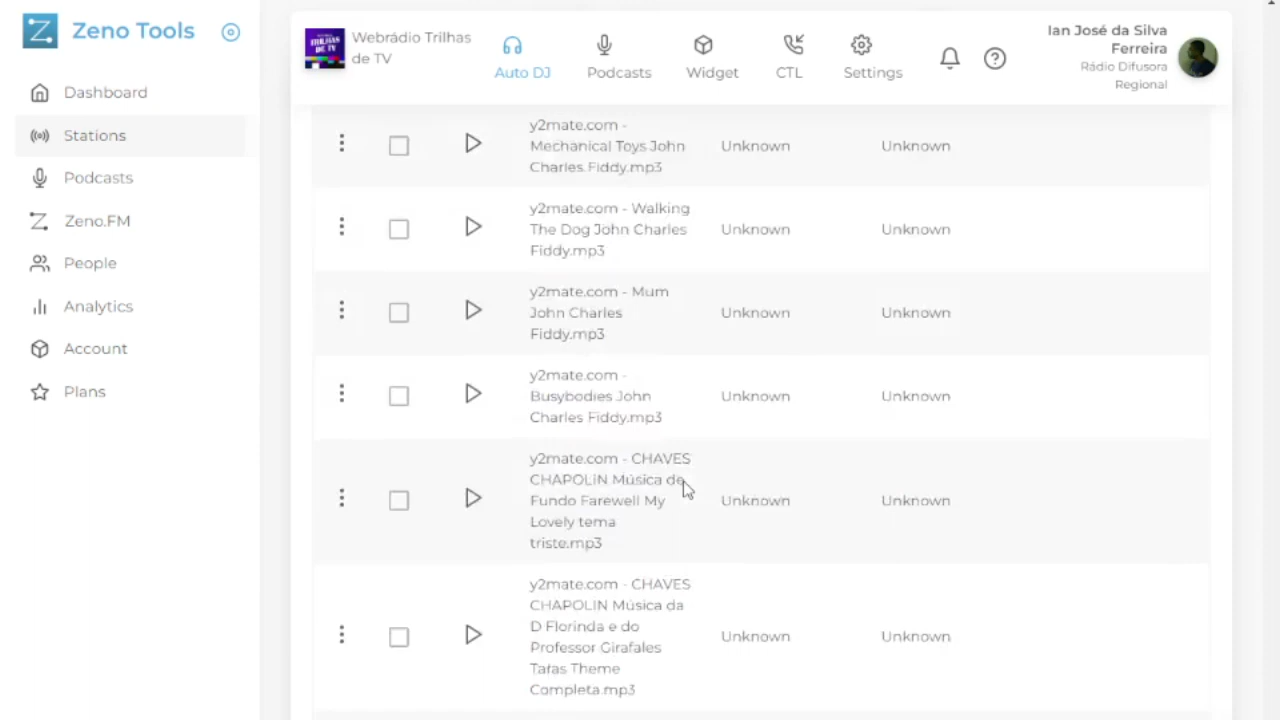 Zeno Tools
Dashboard
Stations
Podcasts
Zeno.FM
People
Analytics
Account
Plans
TRILHAS
DE TV
Webrádio Trilhas
de TV
Auto DJ
Podcasts
Widget
CTL
Settings
Ian José da Silva
Ferreira
Rádio Difusora
Regional
y2mate.com -
Mechanical Toys John
Charles Fiddy.mp3
Unknown
Unknown
y2mate.com - Walking
The Dog John Charles
Fiddy.mp3
Unknown
Unknown
y2mate.com - Mum
John Charles
Fiddy.mp3
Unknown
Unknown
y2mate.com -
Busybodies John
Charles Fiddy.mp3
Unknown
Unknown
y2mate.com - CHAVES
CHAPOLIN Música de
Fundo Farewell My
Lovely tema
triste.mp3
Unknown
Unknown
y2mate.com - CHAVES
CHAPOLIN Música da
D Florinda e do
Professor Girafales
Taras Theme
Completa.mp3
Unknown
Unknown